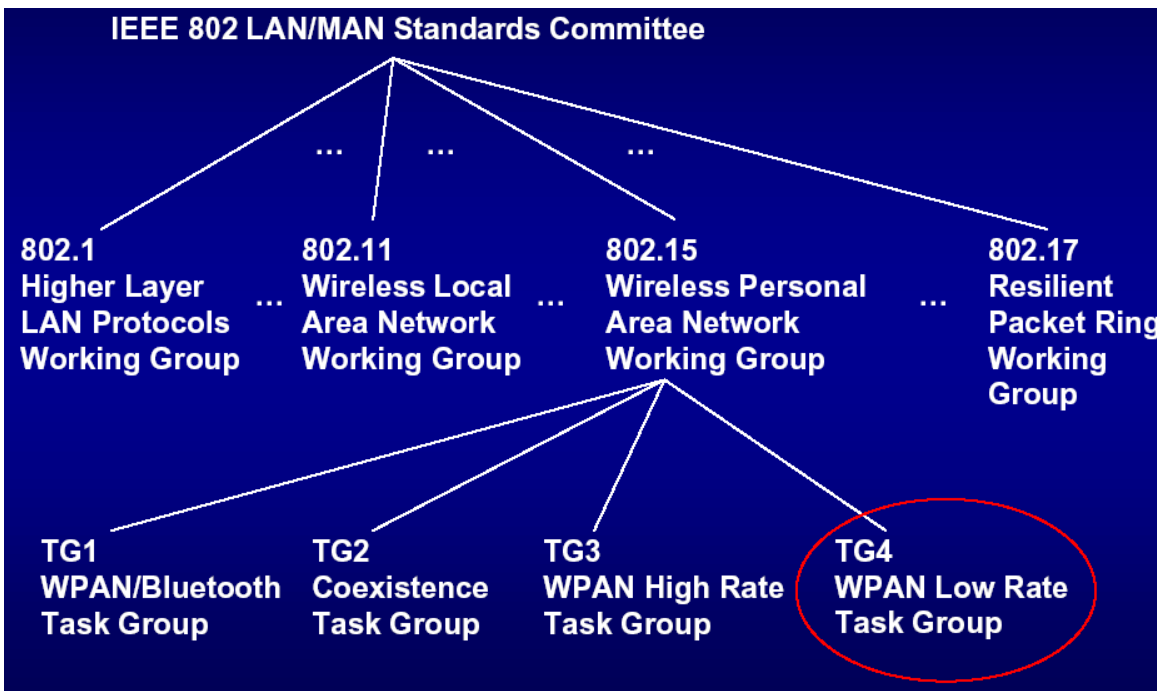 IEEE 802 LAN/MAN Standards Committee
... ... ...
802.1
Higher Layer
LAN Protocols
Working Group
...
802.11
Wireless Local
Area Network
Working Group
...
802.15
Wireless Personal
Area Network
Working Group
...
802.17
Resilient
Packet Ring
Working
Group
TG1
WPAN/Bluetooth
Task Group
TG2
Coexistence
Task Group
TG3
WPAN High Rate
Task Group
TG4
WPAN Low Rate
Task Group